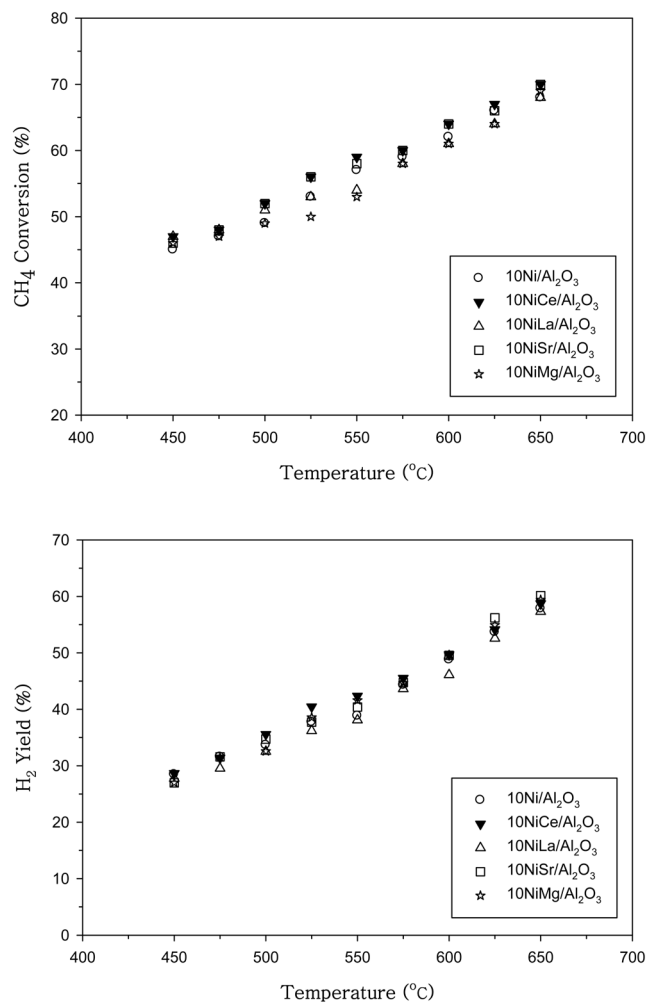 80
70
60
50
40
30
20
CH₄ Conversion (%)
10Ni/Al₂O₃
10NiCe/Al₂O₃
10NiLa/Al₂O₃
10NiSr/Al₂O₃
10NiMg/Al₂O₃
400 450 500 550 600 650 700
Temperature (°C)
70
60
50
40
30
20
10
0
H₂ Yield (%)
10Ni/Al₂O₃
10NiCe/Al₂O₃
10NiLa/Al₂O₃
10NiSr/Al₂O₃
10NiMg/Al₂O₃
400 450 500 550 600 650 700
Temperature (°C)